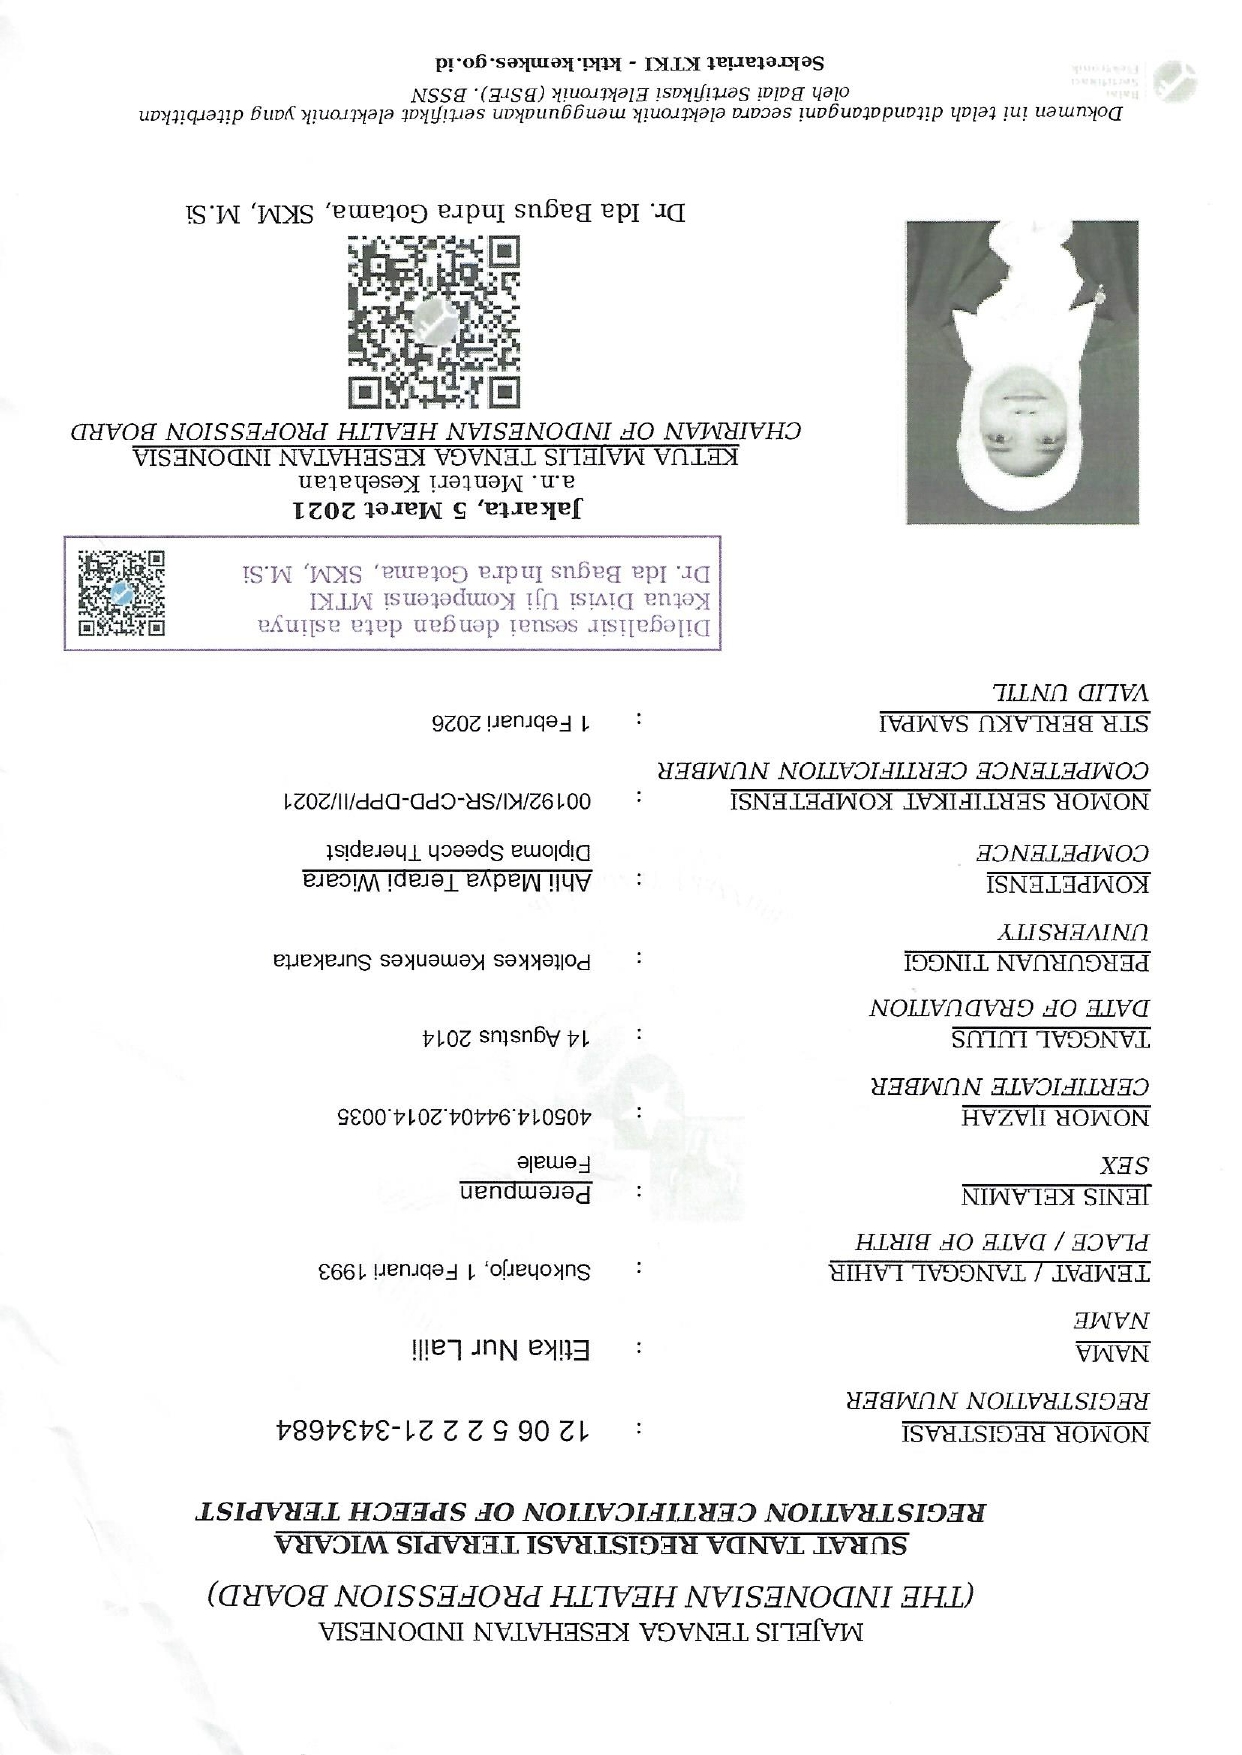 MAJELIS TENAGA KESEHATAN INDONESIA
(THE INDONESIAN HEALTH PROFESSION BOARD)
SURAT TANDA REGISTRASI TERAPIS WICARA
REGISTRATION CERTIFICATION OF SPEECH TERAPIST
NOMOR REGISTRASI : 12 06 5 2 2 21-3434684
REGISTRATION NUMBER
NAMA : Etika Nur Laili
NAME
TEMPAT / TANGGAL LAHIR : Sukoharjo, 1 Februari 1993
PLACE / DATE OF BIRTH
JENIS KELAMIN : Perempuan
SEX Female
NOMOR IJAZAH : 405014.94404.2014.0035
CERTIFICATE NUMBER
TANGGAL LULUS : 14 Agustus 2014
DATE OF GRADUATION
PERGURUAN TINGGI : Poltekkes Kemenkes Surakarta
UNIVERSITY
KOMPETENSI : Ahli Madya Terapi Wicara
COMPETENCE Diploma Speech Therapist
NOMOR SERTIFIKAT KOMPETENSI : 00192/KI/SR-CPD-DPP/II/2021
COMPETENCE CERTIFICATION NUMBER
STR BERLAKU SAMPAI : 1 Februari 2026
VALID UNTIL
Dilegalisir sesuai dengan data aslinya
Ketua Divisi Uji Kompetensi MTKI
Dr. Ida Bagus Indra Gotama, SKM, M.Si
Jakarta, 5 Maret 2021
a.n. Menteri Kesehatan
KETUA MAJELIS TENAGA KESEHATAN INDONESIA
CHAIRMAN OF INDONESIAN HEALTH PROFESSION BOARD
Dr. Ida Bagus Indra Gotama, SKM, M.Si
Dokumen ini telah ditandatangani secara elektronik menggunakan sertifikat elektronik yang diterbitkan
oleh Balai Sertifikasi Elektronik (BSrE). BSSN
Sekretariat KTKI - ktki.kemkes.go.id
Balai
Sertifikasi
Elektronik